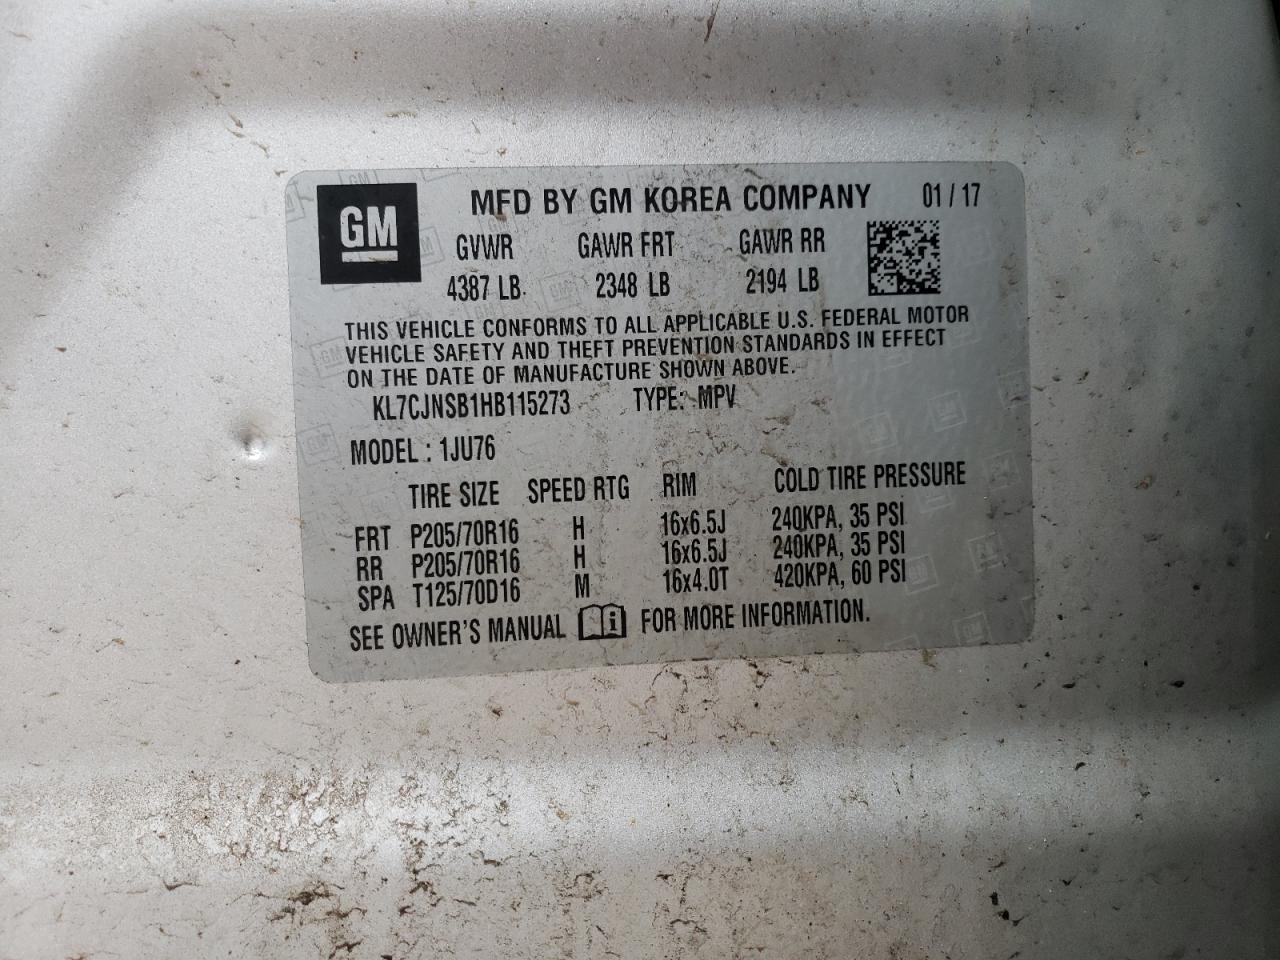 GM
MFD BY GM KOREA COMPANY 01 / 17
GVWR GAWR FRT GAWR RR
4387 LB. 2348 LB 2194 LB
THIS VEHICLE CONFORMS TO ALL APPLICABLE U.S. FEDERAL MOTOR
VEHICLE SAFETY AND THEFT PREVENTION STANDARDS IN EFFECT
ON THE DATE OF MANUFACTURE SHOWN ABOVE.
KL7CJNSB1HB115273 TYPE: MPV
MODEL : 1JU76
TIRE SIZE SPEED RTG RIM COLD TIRE PRESSURE
FRT P205/70R16 H 16x6.5J 240KPA, 35 PSI
RR P205/70R16 H 16x6.5J 240KPA, 35 PSI
SPA T125/70D16 M 16x4.0T 420KPA, 60 PSI
SEE OWNER'S MANUAL i FOR MORE INFORMATION.